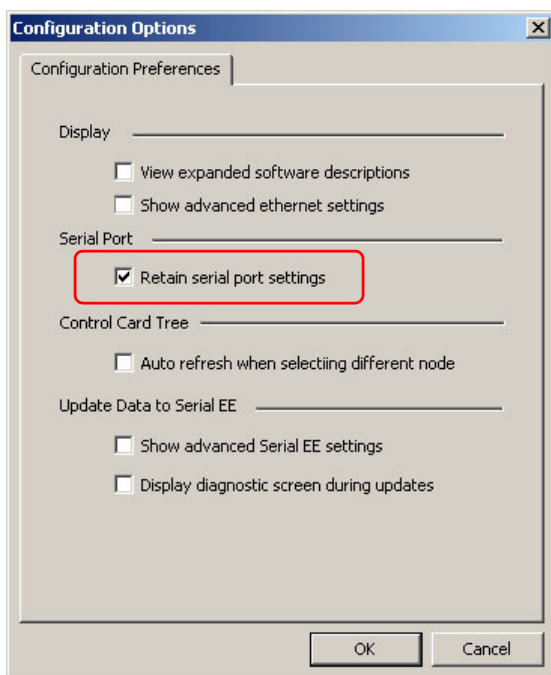 Configuration Options
Configuration Preferences
Display
View expanded software descriptions
Show advanced ethernet settings
Serial Port
Retain serial port settings
Control Card Tree
Auto refresh when selectiing different node
Update Data to Serial EE
Show advanced Serial EE settings
Display diagnostic screen during updates
OK Cancel